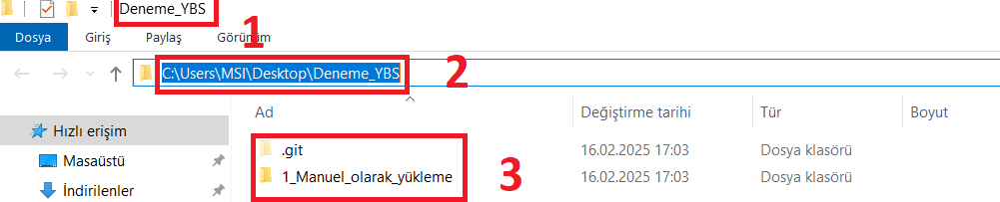 Deneme_YBS
1
Dosya Giriş Paylaş Görünüm
C:\Users\MSI\Desktop\Deneme_YBS
2
Ad Değiştirme tarihi Tür Boyut
Hızlı erişim
.git 16.02.2025 17:03 Dosya klasörü
Masaüstü
1_Manuel_olarak_yükleme 16.02.2025 17:03 Dosya klasörü
3
İndirilenler